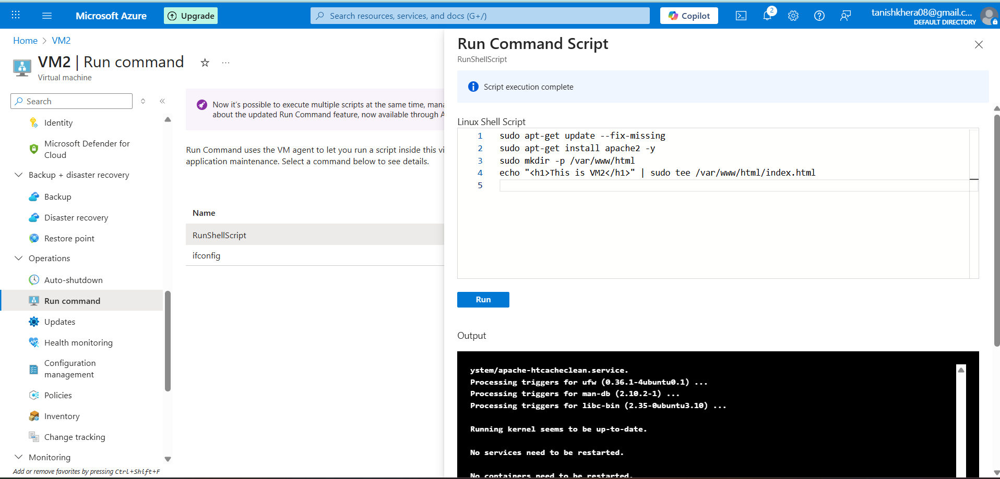 Microsoft Azure
Upgrade
Search resources, services, and docs (G+/)
Copilot
2
tanishkhera08@gmail.c...
DEFAULT DIRECTORY
Home > VM2
VM2 | Run command
Virtual machine
Search
Identity
Microsoft Defender for
Cloud
Backup + disaster recovery
Backup
Disaster recovery
Restore point
Operations
Auto-shutdown
Run command
Updates
Health monitoring
Configuration
management
Policies
Inventory
Change tracking
Monitoring
Add or remove favorites by pressing Ctrl+Shift+F
Now it's possible to execute multiple scripts at the same time, mana
about the updated Run Command feature, now available through A
Run Command uses the VM agent to let you run a script inside this vi
application maintenance. Select a command below to see details.
Name
RunShellScript
ifconfig
Run Command Script
RunShellScript
Script execution complete
Linux Shell Script
1 sudo apt-get update --fix-missing
2 sudo apt-get install apache2 -y
3 sudo mkdir -p /var/www/html
4 echo "<h1>This is VM2</h1>" | sudo tee /var/www/html/index.html
5
Run
Output
ystem/apache-htcacheclean.service.
Processing triggers for ufw (0.36.1-4ubuntu0.1) ...
Processing triggers for man-db (2.10.2-1) ...
Processing triggers for libc-bin (2.35-0ubuntu3.10) ...
Running kernel seems to be up-to-date.
No services need to be restarted.
No containers need to be restarted.